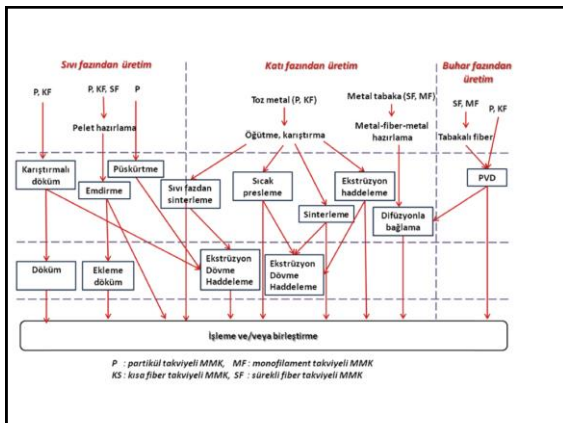 Sıvı fazından üretim
Katı fazından üretim
Buhar fazından
üretim
P, KF
P, KF, SF
P
Toz metal (P, KF)
Metal tabaka (SF, MF)
SF, MF
P, KF
Pelet hazırlama
Öğütme, karıştırma
Metal-fiber-metal
hazırlama
Tabakalı fiber
Karıştırmalı
döküm
Emdirme
Püskürtme
Sıvı fazdan
sinterleme
Sıcak
presleme
Sinterleme
Ekstrüzyon
haddeleme
Difüzyonla
bağlama
PVD
Döküm
Ekleme
döküm
Ekstrüzyon
Dövme
Haddeleme
Ekstrüzyon
Dövme
Haddeleme
İşleme ve/veya birleştirme
P : partikül takviyeli MMK, MF : monofilament takviyeli MMK
KS : kısa fiber takviyeli MMK, SF : sürekli fiber takviyeli MMK